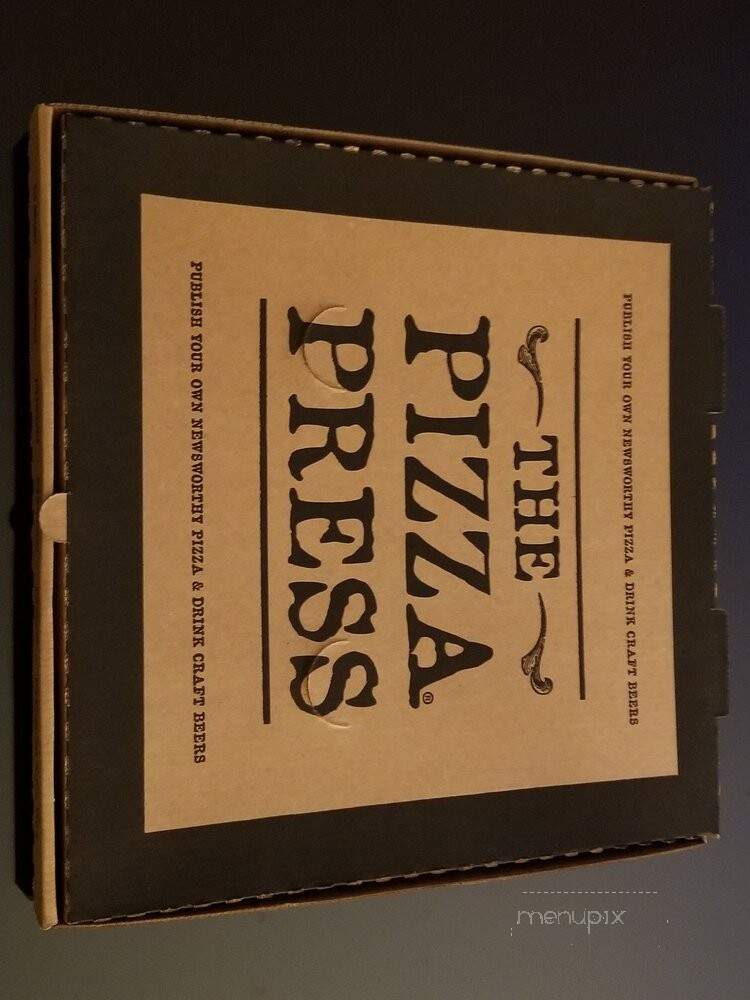 PUBLISH YOUR OWN NEWSWORTHY PIZZA & DRINK CRAFT BEERS
THE
PIZZA®
PRESS
PUBLISH YOUR OWN NEWSWORTHY PIZZA & DRINK CRAFT BEERS
menupix